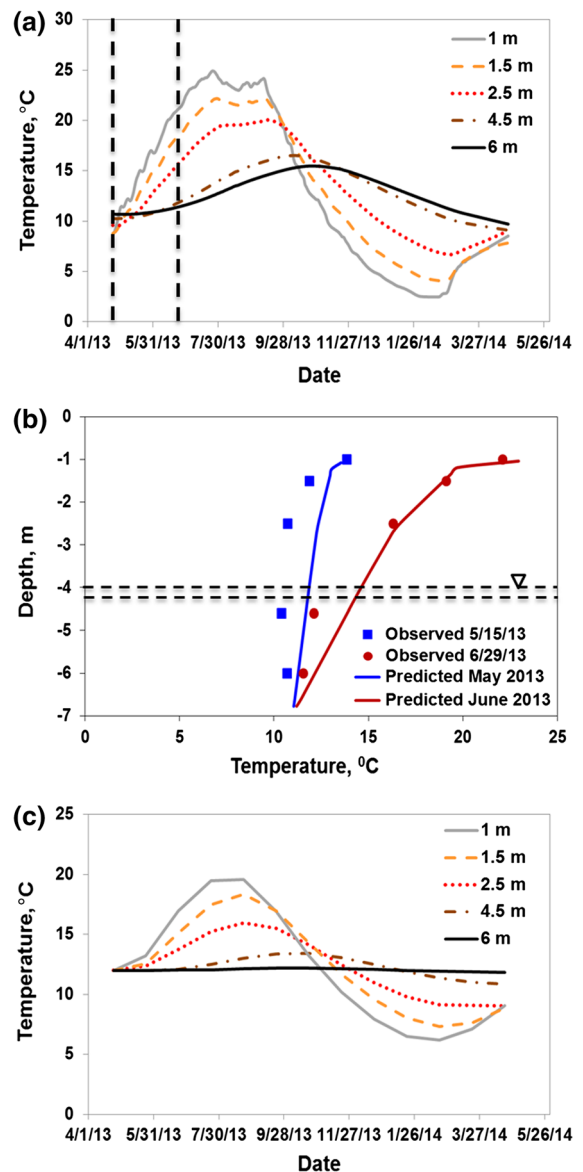 (a)
30
25
20
15
10
5
0
Temperature, °C
1 m
1.5 m
2.5 m
4.5 m
6 m
4/1/13 5/31/13 7/30/13 9/28/13 11/27/13 1/26/14 3/27/14 5/26/14
Date
(b)
0
-1
-2
-3
-4
-5
-6
-7
Depth, m
Observed 5/15/13
Observed 6/29/13
Predicted May 2013
Predicted June 2013
0 5 10 15 20 25
Temperature, ⁰C
(c)
25
20
15
10
5
0
Temperature, °C
1 m
1.5 m
2.5 m
4.5 m
6 m
4/1/13 5/31/13 7/30/13 9/28/13 11/27/13 1/26/14 3/27/14 5/26/14
Date